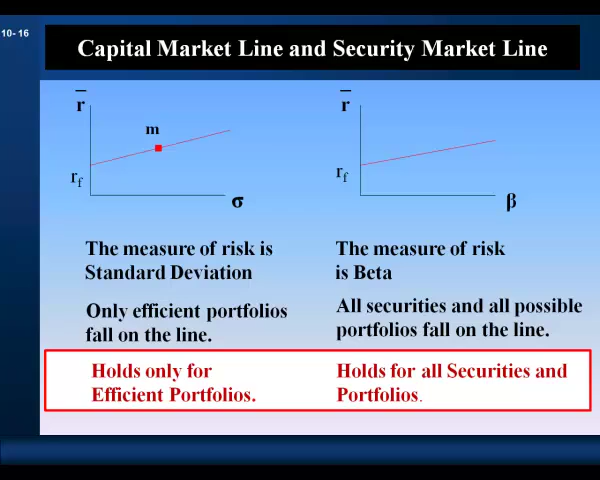 10- 16
Capital Market Line and Security Market Line
r
m
rf
σ
r
rf
β
The measure of risk is
Standard Deviation
Only efficient portfolios
fall on the line.
Holds only for
Efficient Portfolios.
The measure of risk
is Beta
All securities and all possible
portfolios fall on the line.
Holds for all Securities and
Portfolios.